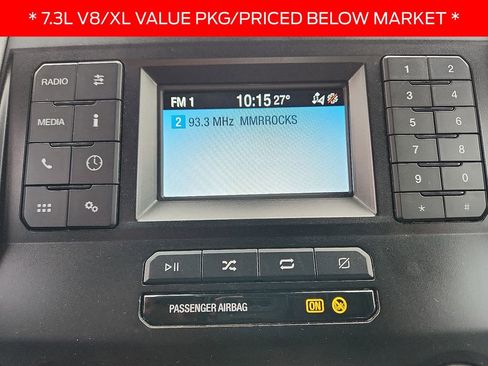 * 7.3L V8/XL VALUE PKG/PRICED BELOW MARKET *
RADIO
MEDIA
FM 1 10:15 27°
2 93.3 MHz MMRROCKS
1 2
3 4
5 6
7 8
9 0
* #
PASSENGER AIRBAG ON